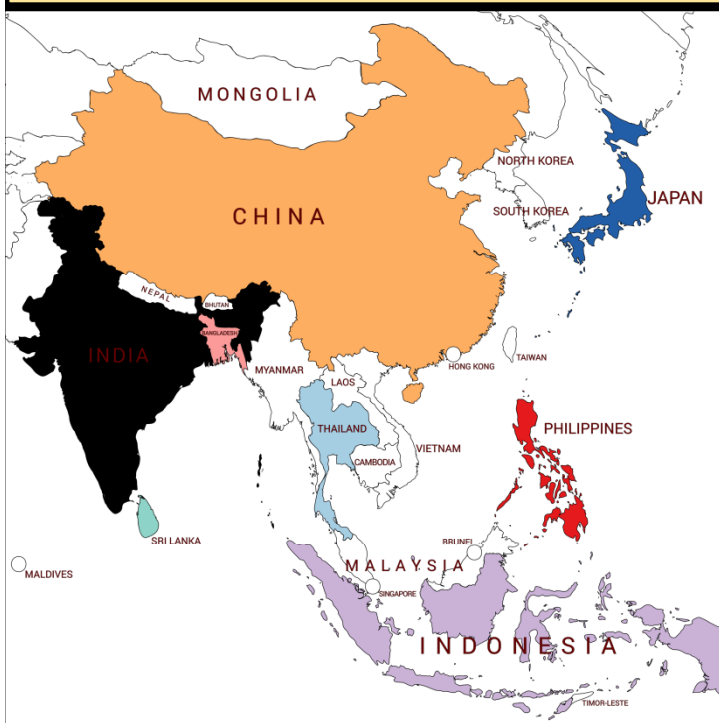 MONGOLIA
NORTH KOREA
JAPAN
SOUTH KOREA
CHINA
NEPAL
BHUTAN
BANGLADESH
INDIA
TAIWAN
HONG KONG
MYANMAR
LAOS
THAILAND
PHILIPPINES
VIETNAM
CAMBODIA
SRI LANKA
BRUNEI
MALAYSIA
MALDIVES
SINGAPORE
INDONESIA
TIMOR-LESTE